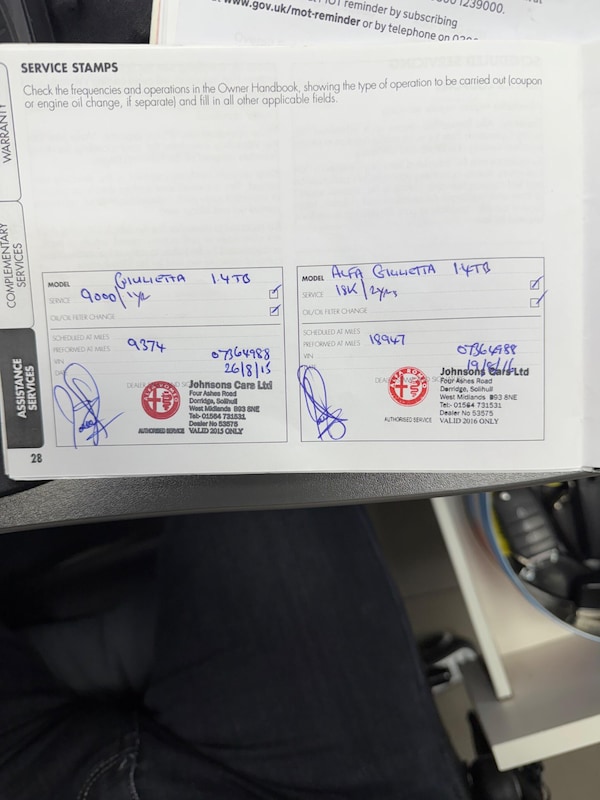 reminder by subscribing
www.gov.uk/mot-reminder or by telephone on
SERVICE STAMPS
Check the frequencies and operations in the Owner Handbook, showing the type of operation to be carried out (coupon
or engine oil change, if separate) and fill in all other applicable fields.
WARRANTY
COMPLEMENTARY
SERVICES
ASSISTANCE
SERVICES
MODEL GIULIETTA 1.4TB
SERVICE 9000/1yr
OIL/OIL FILTER CHANGE
SCHEDULED AT MILES
PREFORMED AT MILES 9374
VIN 07364988
26/8/15
ALFA ROMEO
Johnsons Cars Ltd
Four Ashes Road
Dorridge, Solihull
West Midlands B93 8NE
Tel:- 01564 731531
Dealer No 53575
AUTHORISED SERVICE VALID 2015 ONLY
MODEL ALFA GIULIETTA 1.4TB
SERVICE 18K/2yrs
OIL/OIL FILTER CHANGE
SCHEDULED AT MILES
PREFORMED AT MILES 18947
VIN 07364988
ALFA ROMEO
Johnsons Cars Ltd
Four Ashes Road
Dorridge, Solihull
West Midlands B93 8NE
Tel:- 01564 731531
Dealer No 53575
AUTHORISED SERVICE VALID 2016 ONLY
28